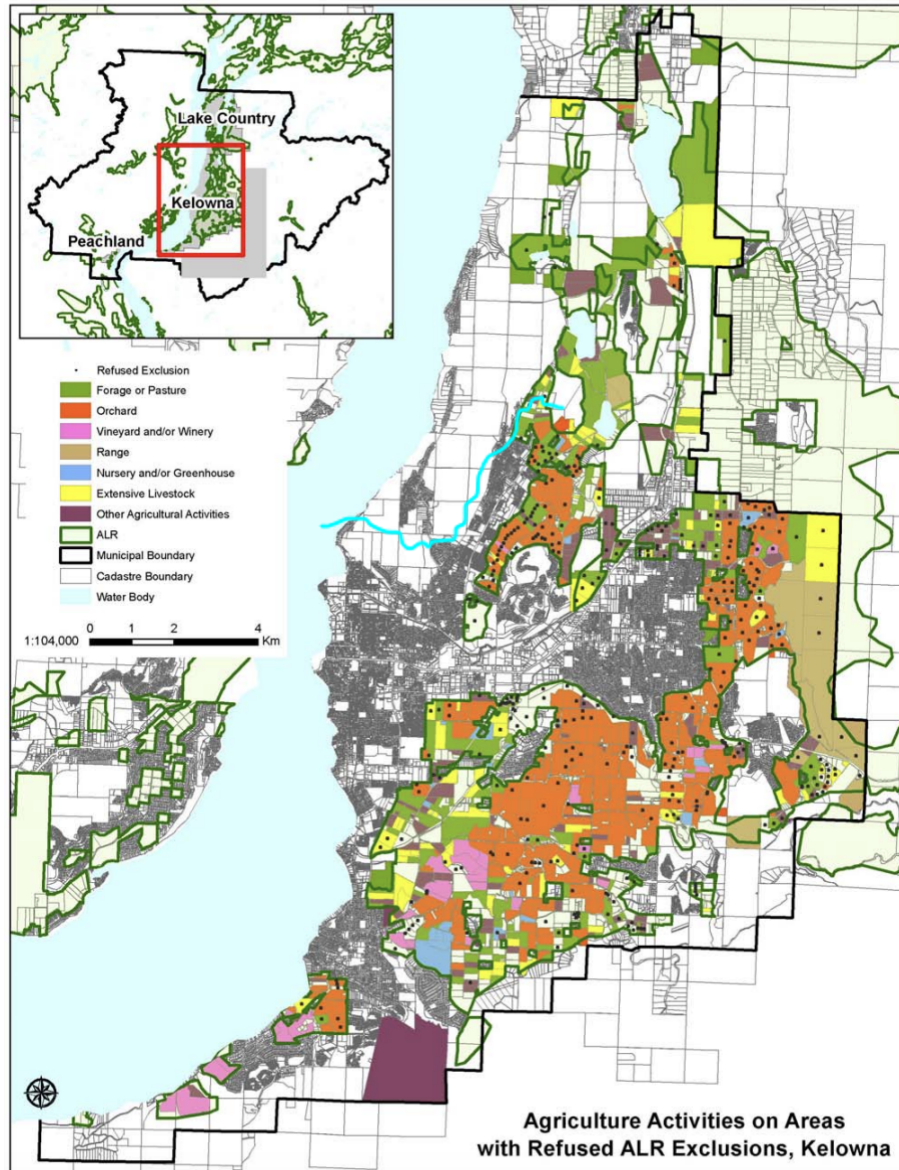 Lake Country
Kelowna
Peachland
Refused Exclusion
Forage or Pasture
Orchard
Vineyard and/or Winery
Range
Nursery and/or Greenhouse
Extensive Livestock
Other Agricultural Activities
ALR
Municipal Boundary
Cadastre Boundary
Water Body
1:104,000 0 2 4 Km
Agriculture Activities on Areas
with Refused ALR Exclusions, Kelowna